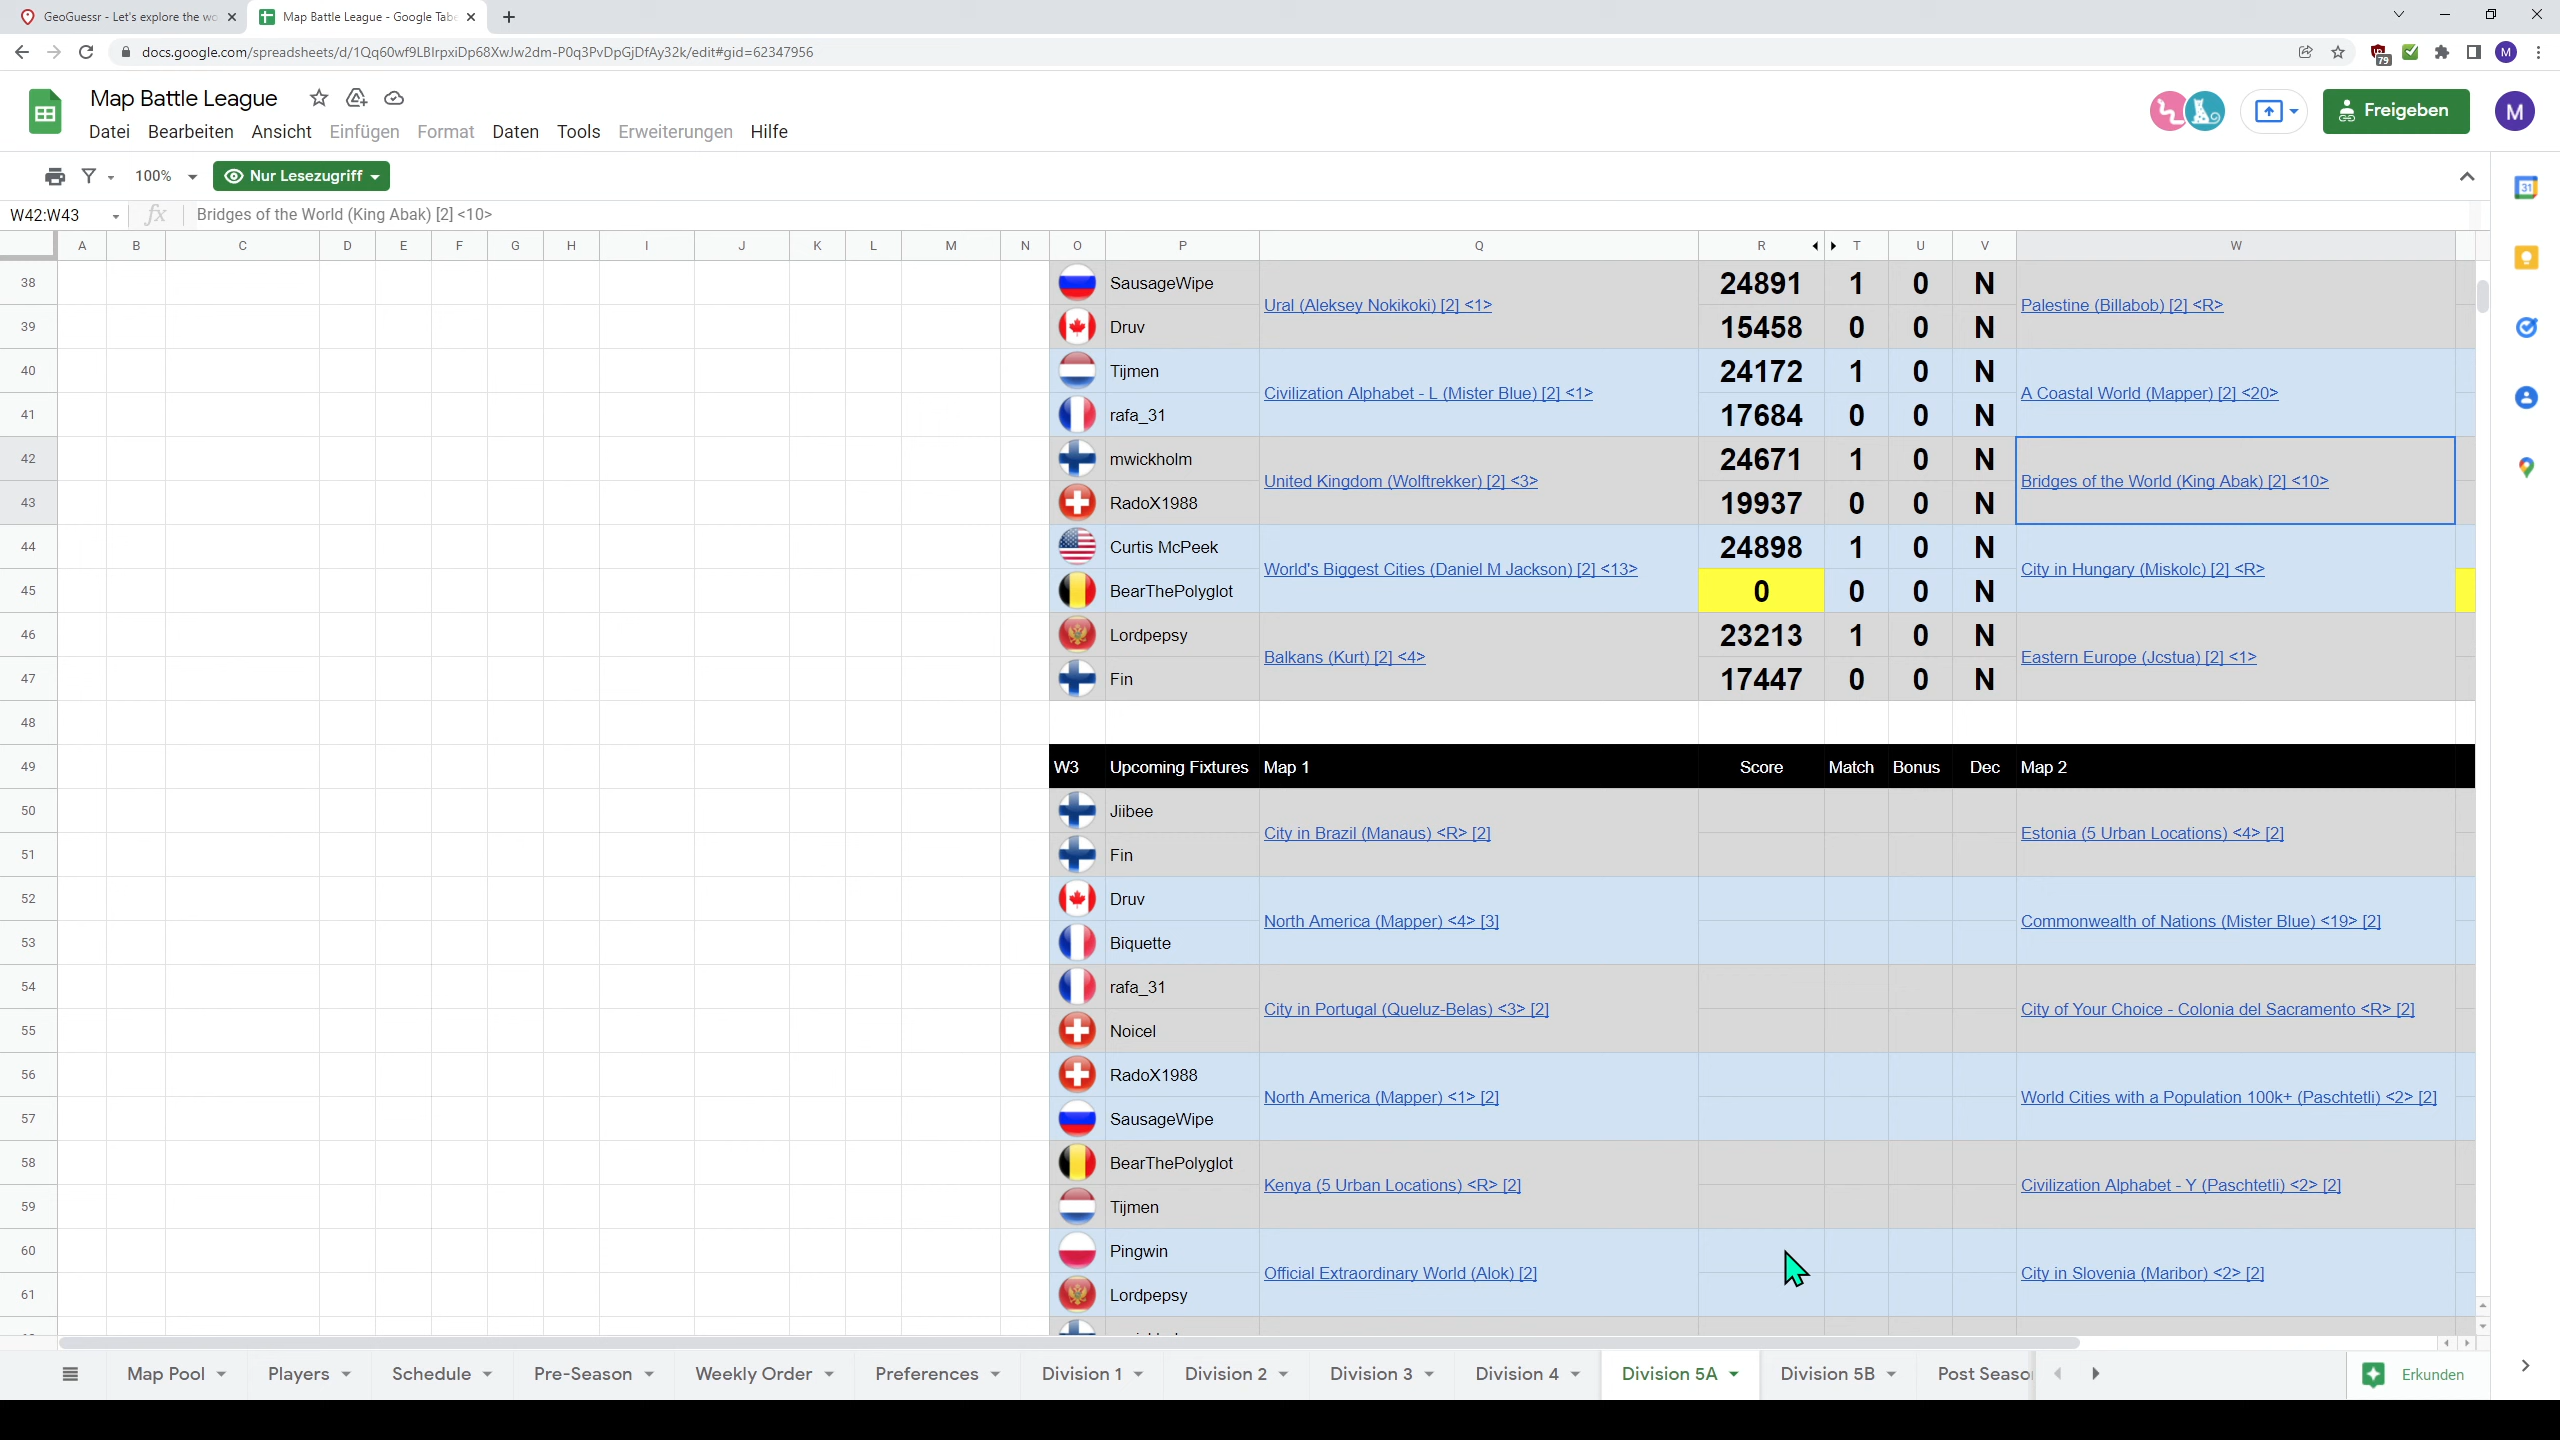 GeoGuessr - Let's explore the wo
Map Battle League - Google Tabe
docs.google.com/spreadsheets/d/1Qq60wf9LBIrpxiDp68XwJw2dm-P0q3PvDpGjDfAy32k/edit#gid=62347956
79
M
Map Battle League
Datei Bearbeiten Ansicht Einfügen Format Daten Tools Erweiterungen Hilfe
Freigeben
M
100%
Nur Lesezugriff
31
W42:W43
fx
Bridges of the World (King Abak) [2] <10>
A B C D E F G H I J K L M N O P Q R T U V W
38 SausageWipe 24891 1 0 N
Ural (Aleksey Nokikoki) [2] <1> Palestine (Billabob) [2] <R>
39 Druv 15458 0 0 N
40 Tijmen 24172 1 0 N
Civilization Alphabet - L (Mister Blue) [2] <1> A Coastal World (Mapper) [2] <20>
41 rafa_31 17684 0 0 N
42 mwickholm 24671 1 0 N
United Kingdom (Wolftrekker) [2] <3> Bridges of the World (King Abak) [2] <10>
43 RadoX1988 19937 0 0 N
44 Curtis McPeek 24898 1 0 N
World's Biggest Cities (Daniel M Jackson) [2] <13> City in Hungary (Miskolc) [2] <R>
45 BearThePolyglot 0 0 0 N
46 Lordpepsy 23213 1 0 N
Balkans (Kurt) [2] <4> Eastern Europe (Jcstua) [2] <1>
47 Fin 17447 0 0 N
48
49 W3 Upcoming Fixtures Map 1 Score Match Bonus Dec Map 2
50 Jiibee
City in Brazil (Manaus) <R> [2] Estonia (5 Urban Locations) <4> [2]
51 Fin
52 Druv
North America (Mapper) <4> [3] Commonwealth of Nations (Mister Blue) <19> [2]
53 Biquette
54 rafa_31
City in Portugal (Queluz-Belas) <3> [2] City of Your Choice - Colonia del Sacramento <R> [2]
55 Noicel
56 RadoX1988
North America (Mapper) <1> [2] World Cities with a Population 100k+ (Paschtetli) <2> [2]
57 SausageWipe
58 BearThePolyglot
Kenya (5 Urban Locations) <R> [2] Civilization Alphabet - Y (Paschtetli) <2> [2]
59 Tijmen
60 Pingwin
Official Extraordinary World (Alok) [2] City in Slovenia (Maribor) <2> [2]
61 Lordpepsy
Map Pool Players Schedule Pre-Season Weekly Order Preferences Division 1 Division 2 Division 3 Division 4 Division 5A Division 5B Post Seaso
Erkunden